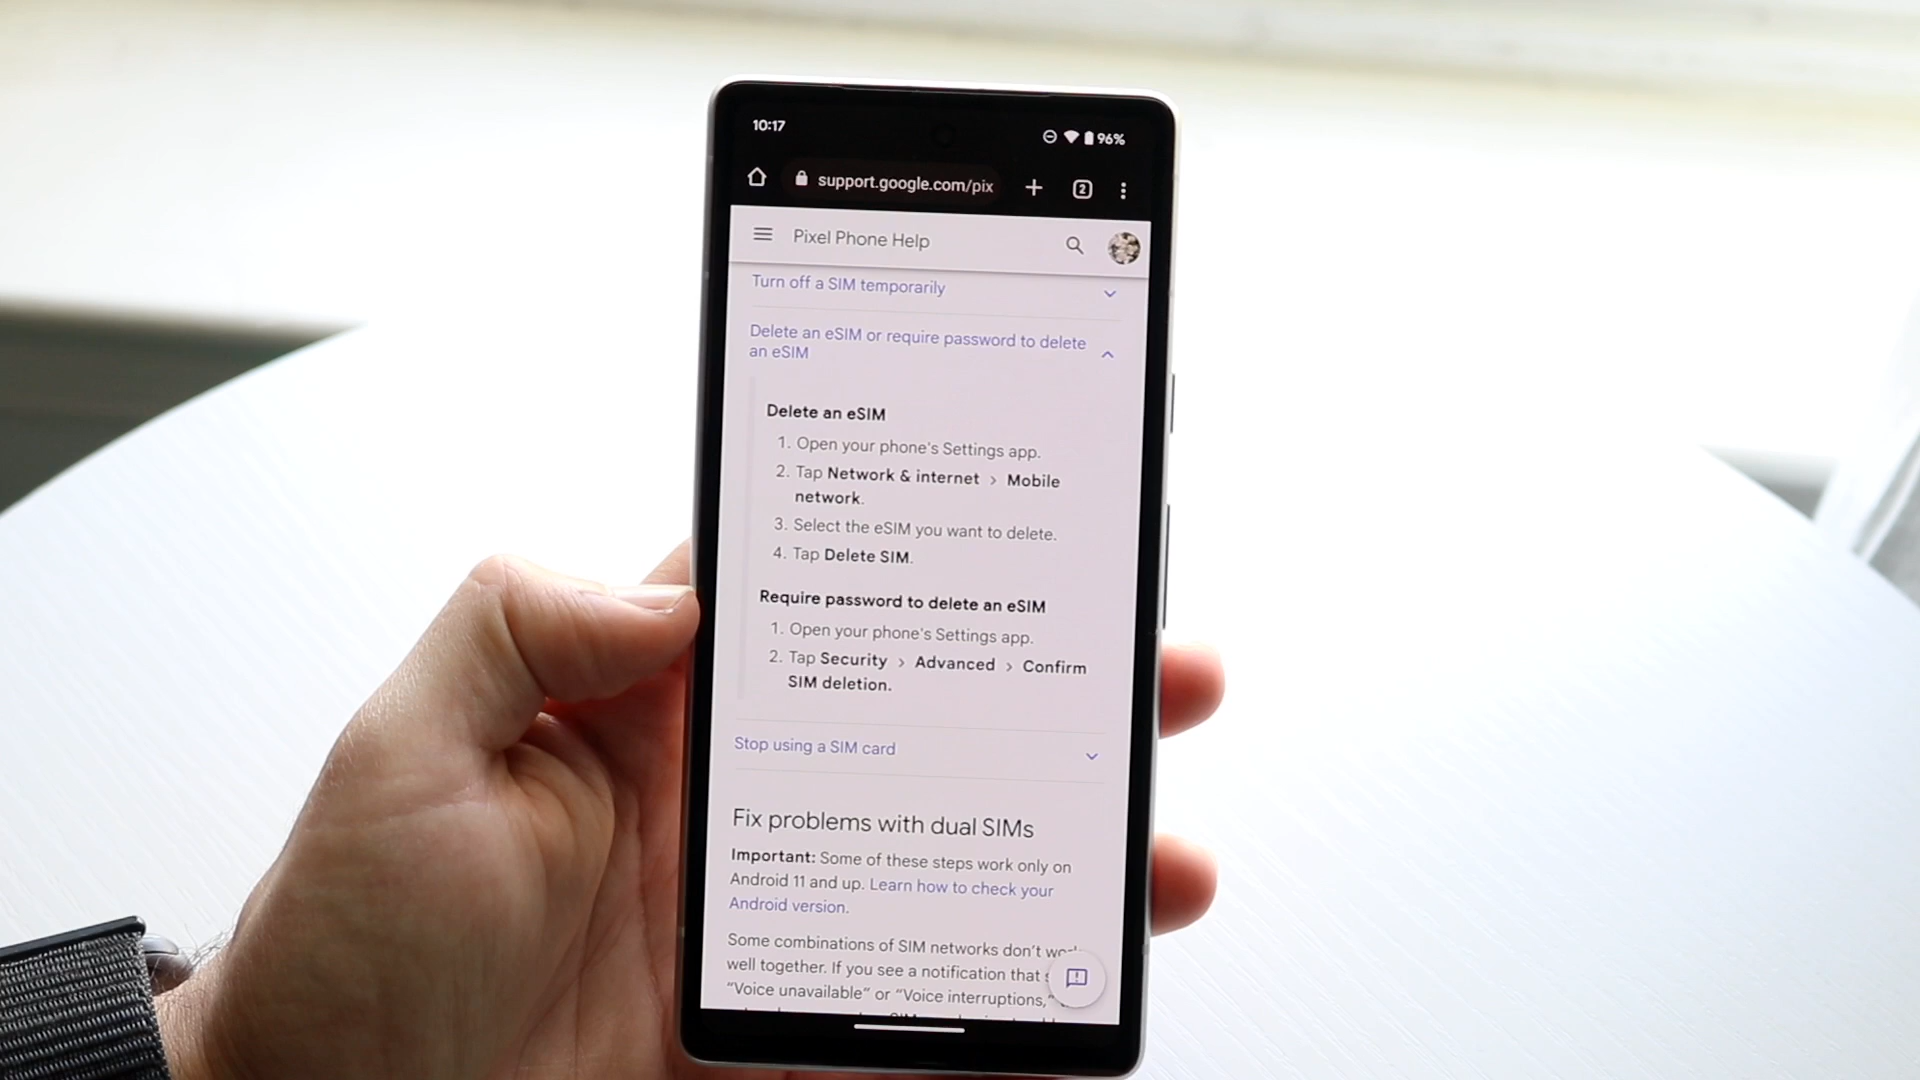 10:17
96%
support.google.com/pix
2
Pixel Phone Help
Turn off a SIM temporarily
Delete an eSIM or require password to delete
an eSIM
Delete an eSIM
1. Open your phone's Settings app.
2. Tap Network & internet > Mobile
network.
3. Select the eSIM you want to delete.
4. Tap Delete SIM.
Require password to delete an eSIM
1. Open your phone's Settings app.
2. Tap Security > Advanced > Confirm
SIM deletion.
Stop using a SIM card
Fix problems with dual SIMs
Important: Some of these steps work only on
Android 11 and up. Learn how to check your
Android version.
Some combinations of SIM networks don't
well together. If you see a notification that
"Voice unavailable" or "Voice interruptions,"